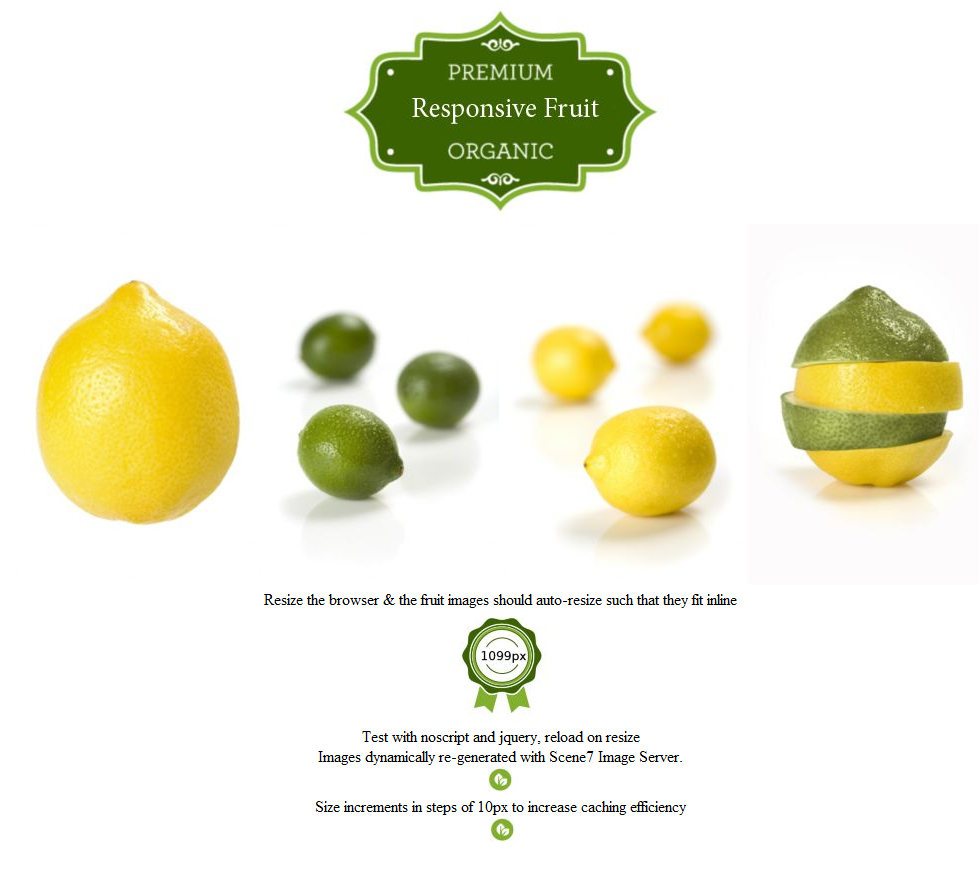 PREMIUM
Responsive Fruit
ORGANIC
Resize the browser & the fruit images should auto-resize such that they fit inline
1099px
Test with noscript and jquery, reload on resize
Images dynamically re-generated with Scene7 Image Server.
Size increments in steps of 10px to increase caching efficiency